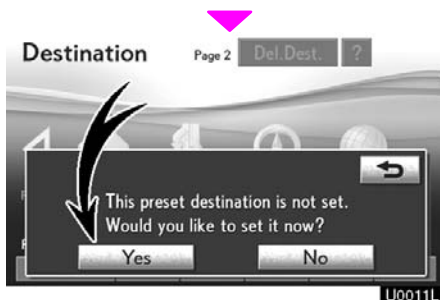 Destination Page 2 Del.Dest. ?
This preset destination is not set.
Would you like to set it now?
Yes No
U0011L